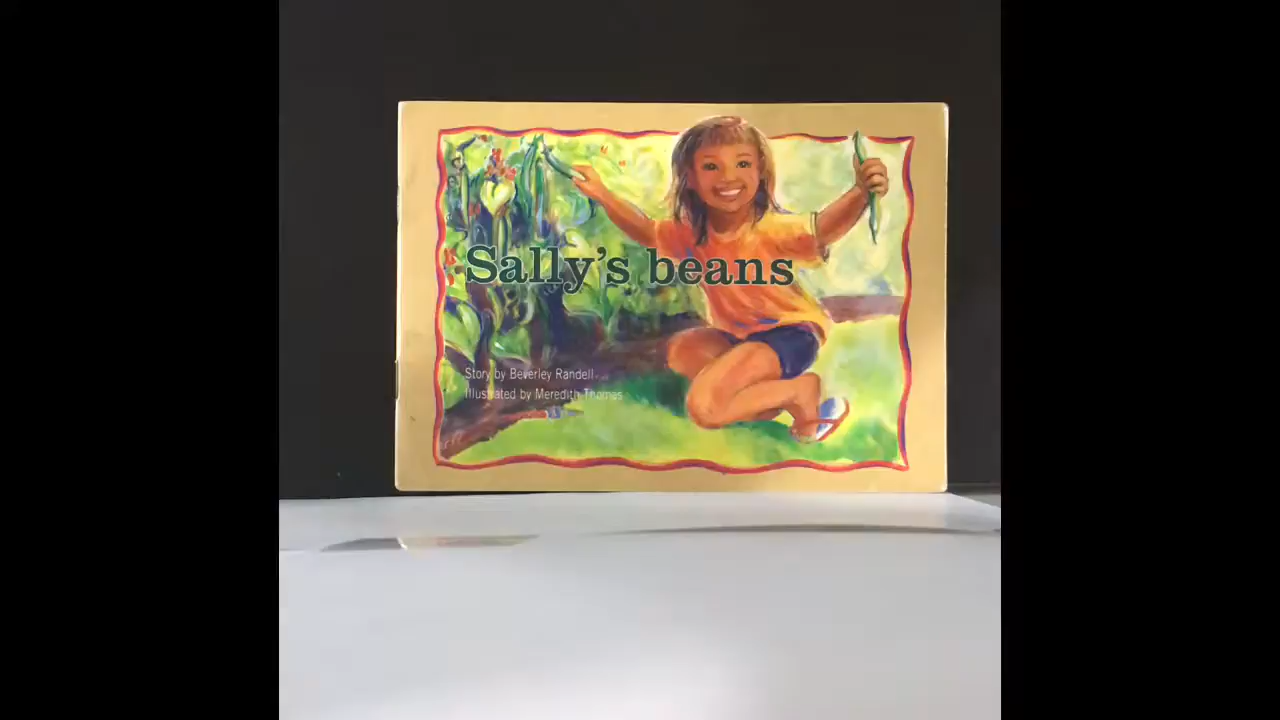 Sally's beans
Story by Beverley Randell
Illustrated by Meredith Thomas